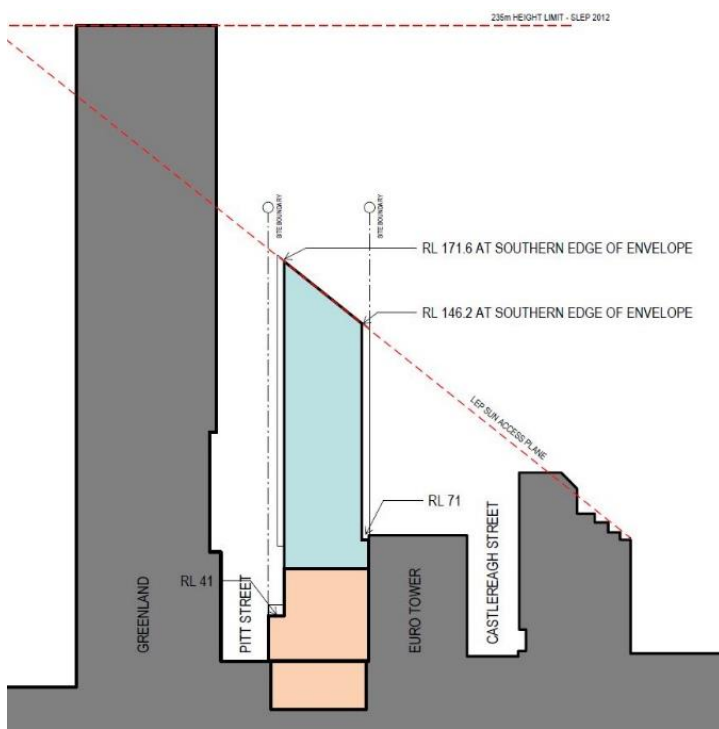 235m HEIGHT LIMIT - SLEP 2012
SITE BOUNDARY
SITE BOUNDARY
RL 171.6 AT SOUTHERN EDGE OF ENVELOPE
RL 146.2 AT SOUTHERN EDGE OF ENVELOPE
LEP SUN ACCESS PLANE
RL 71
RL 41
GREENLAND
PITT STREET
EURO TOWER
CASTLEREAGH STREET